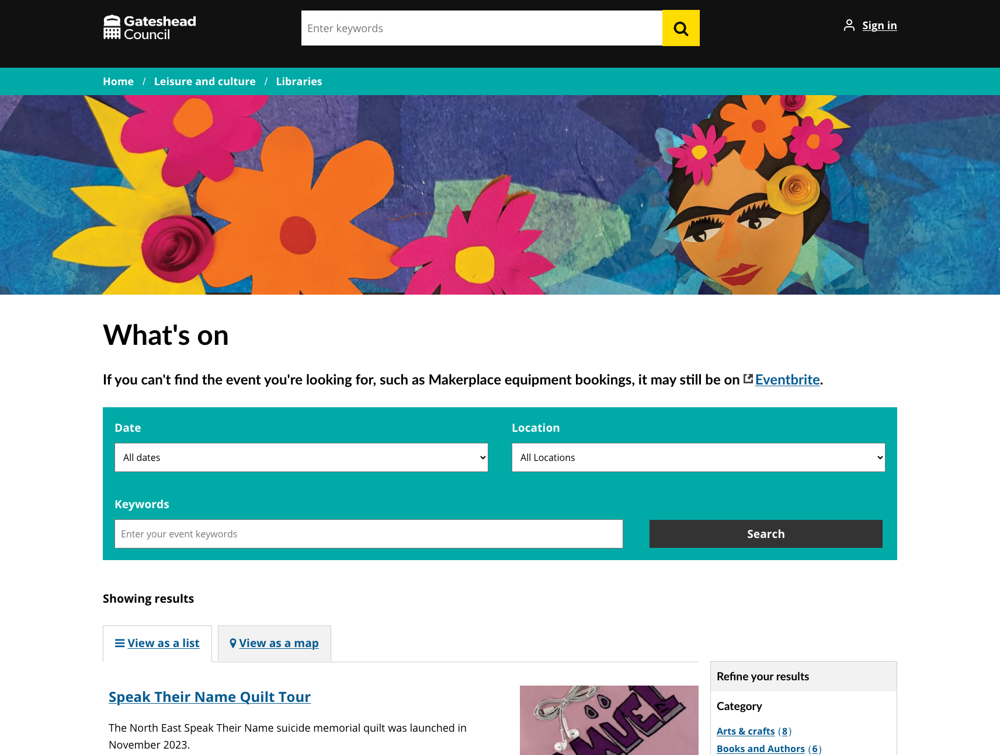 Gateshead
Council
Enter keywords
Sign in
Home / Leisure and culture / Libraries
What's on
If you can't find the event you're looking for, such as Makerplace equipment bookings, it may still be on Eventbrite.
Date
Location
All dates
All Locations
Keywords
Enter your event keywords
Search
Showing results
View as a list
View as a map
Refine your results
Speak Their Name Quilt Tour
Category
The North East Speak Their Name suicide memorial quilt was launched in
November 2023.
Arts & crafts (8)
Books and Authors (6)